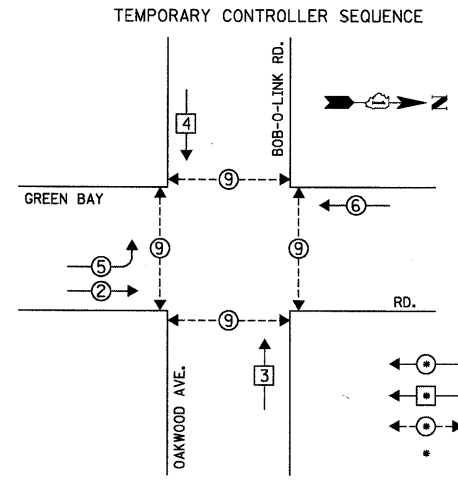 TEMPORARY CONTROLLER SEQUENCE
BOB-O-LINK RD.
N
4
9
GREEN BAY
6
5
9
9
2
9
RD.
3
OAKWOOD AVE.
*
*
*
*